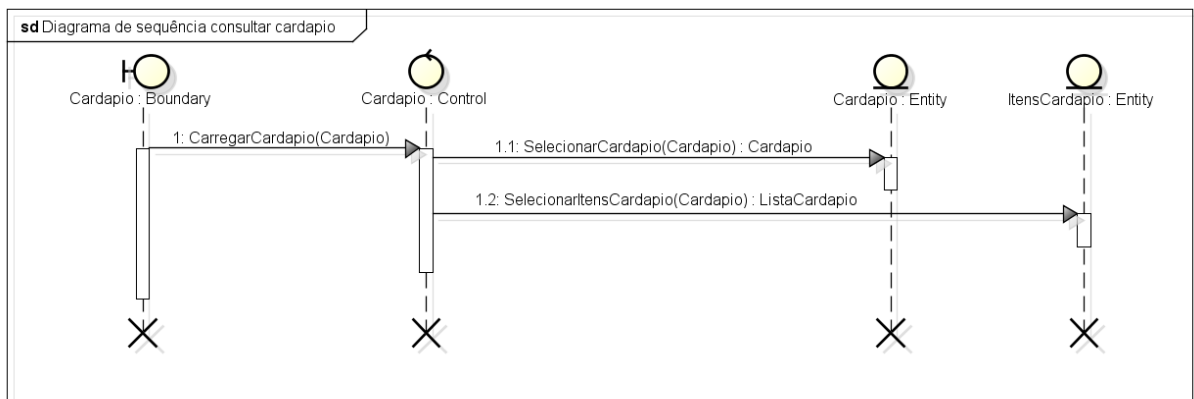 sd Diagrama de sequência consultar cardapio
Cardapio : Boundary
Cardapio : Control
Cardapio : Entity
ItensCardapio : Entity
1: CarregarCardapio(Cardapio)
1.1: SelecionarCardapio(Cardapio) : Cardapio
1.2: SelecionarItensCardapio(Cardapio) : ListaCardapio